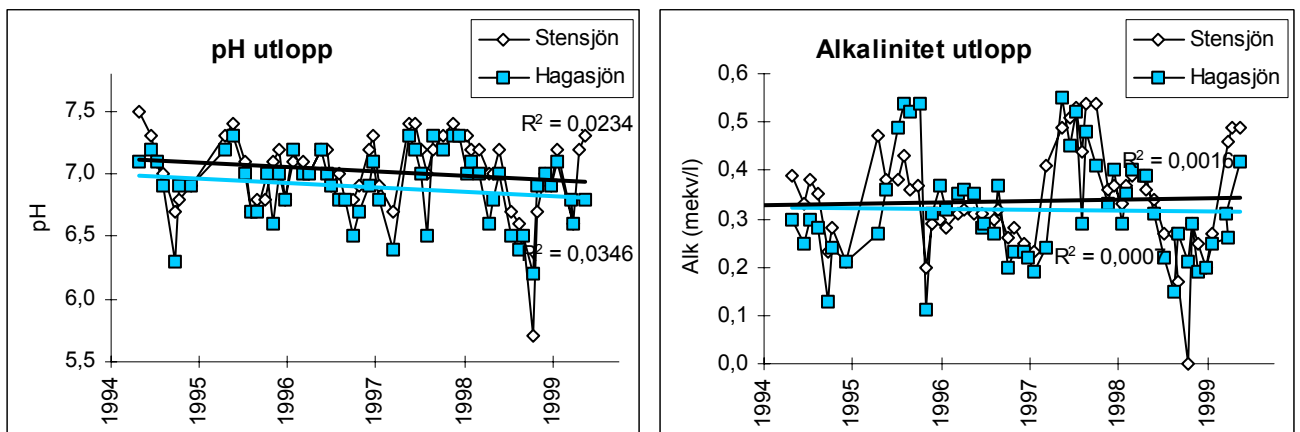 pH utlopp
Stensjön
Hagasjön
7,5
7,0
6,5
6,0
5,5
pH
R² = 0,0234
R² = 0,0346
1994
1995
1996
1997
1998
1999
Alkalinitet utlopp
Stensjön
Hagasjön
0,6
0,5
0,4
0,3
0,2
0,1
0,0
Alk (mekv/l)
R² = 0,0016
R² = 0,0007
1994
1995
1996
1997
1998
1999